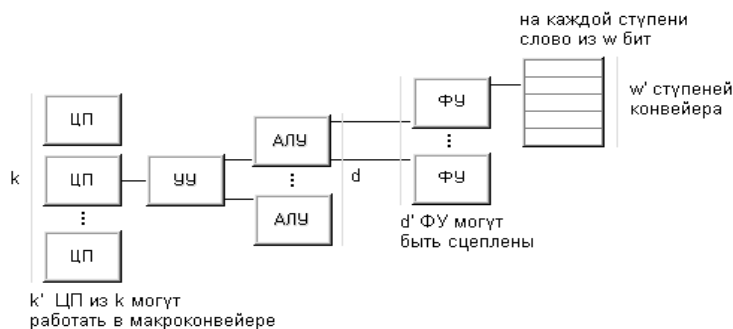 на каждой ступени
слово из w бит
w' ступеней
конвейера
ЦП
ЦП
ЦП
k
УУ
АЛУ
АЛУ
d
ФУ
ФУ
d' ФУ могут
быть сцеплены
k' ЦП из k могут
работать в макроконвейере